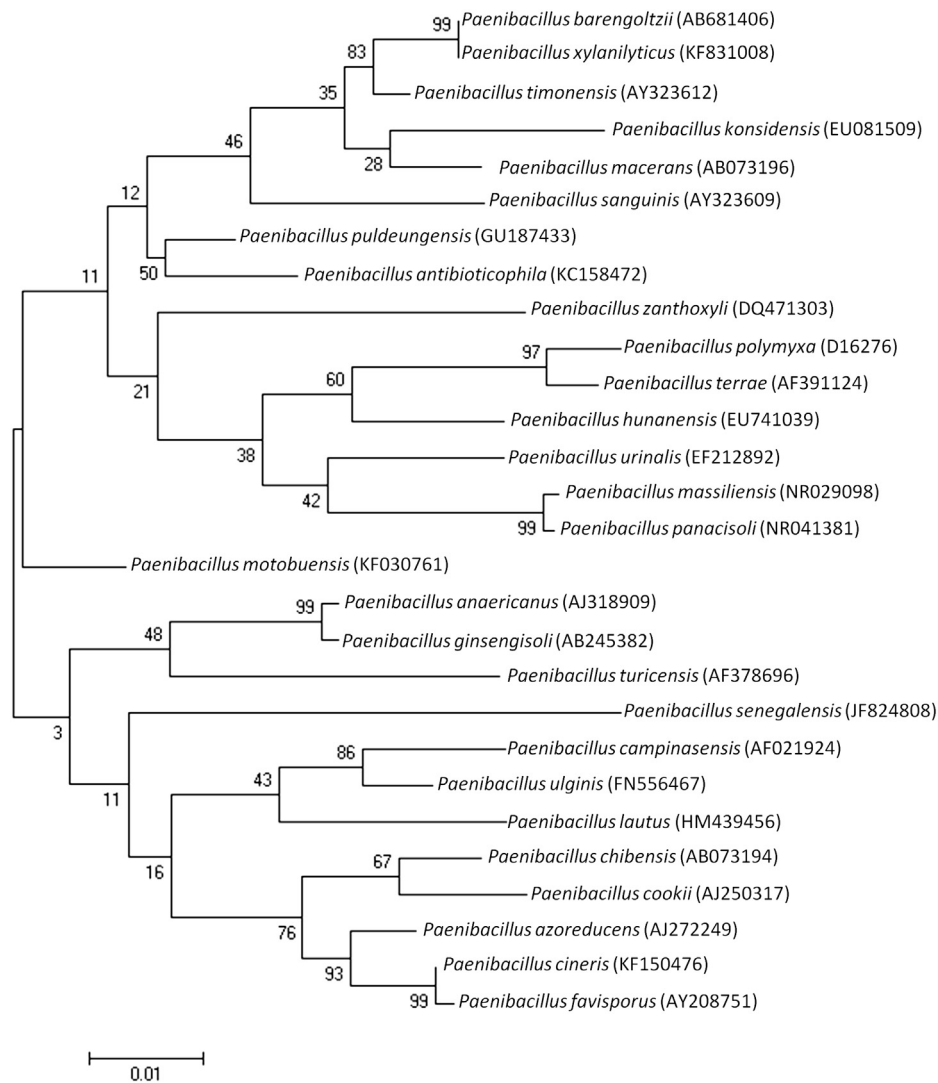 99
Paenibacillus barengoltzii (AB681406)
Paenibacillus xylanilyticus (KF831008)
83
Paenibacillus timonensis (AY323612)
35
Paenibacillus konsidensis (EU081509)
46
28
Paenibacillus macerans (AB073196)
12
Paenibacillus sanguinis (AY323609)
Paenibacillus puldeungensis (GU187433)
50
11
Paenibacillus antibioticophila (KC158472)
Paenibacillus zanthoxyli (DQ471303)
97
Paenibacillus polymyxa (D16276)
60
Paenibacillus terrae (AF391124)
21
Paenibacillus hunanensis (EU741039)
38
Paenibacillus urinalis (EF212892)
42
Paenibacillus massiliensis (NR029098)
99
Paenibacillus panacisoli (NR041381)
Paenibacillus motobuensis (KF030761)
99
Paenibacillus anaericanus (AJ318909)
48
Paenibacillus ginsengisoli (AB245382)
Paenibacillus turicensis (AF378696)
3
Paenibacillus senegalensis (JF824808)
86
Paenibacillus campinasensis (AF021924)
43
Paenibacillus ulginis (FN556467)
11
Paenibacillus lautus (HM439456)
67
Paenibacillus chibensis (AB073194)
16
Paenibacillus cookii (AJ250317)
76
Paenibacillus azoreducens (AJ272249)
93
Paenibacillus cineris (KF150476)
99
Paenibacillus favisporus (AY208751)
0.01